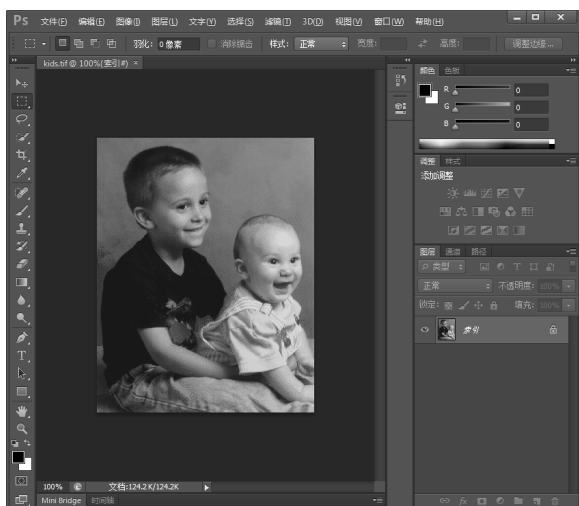 Ps 文件(F) 编辑(E) 图像(I) 图层(L) 文字(Y) 选择(S) 滤镜(T) 3D(D) 视图(V) 窗口(W) 帮助(H)
羽化: 0 像素 消除锯齿 样式: 正常 宽度: 高度: 调整边缘...
kids.tif @ 100%(索引#) ×
颜色 色板
R 0
G 0
B 0
调整 样式
添加调整
图层 通道 路径
类型
正常 不透明度: 100%
锁定: 填充: 100%
索引
100% 文档:124.2 K/124.2K
Mini Bridge 时间轴